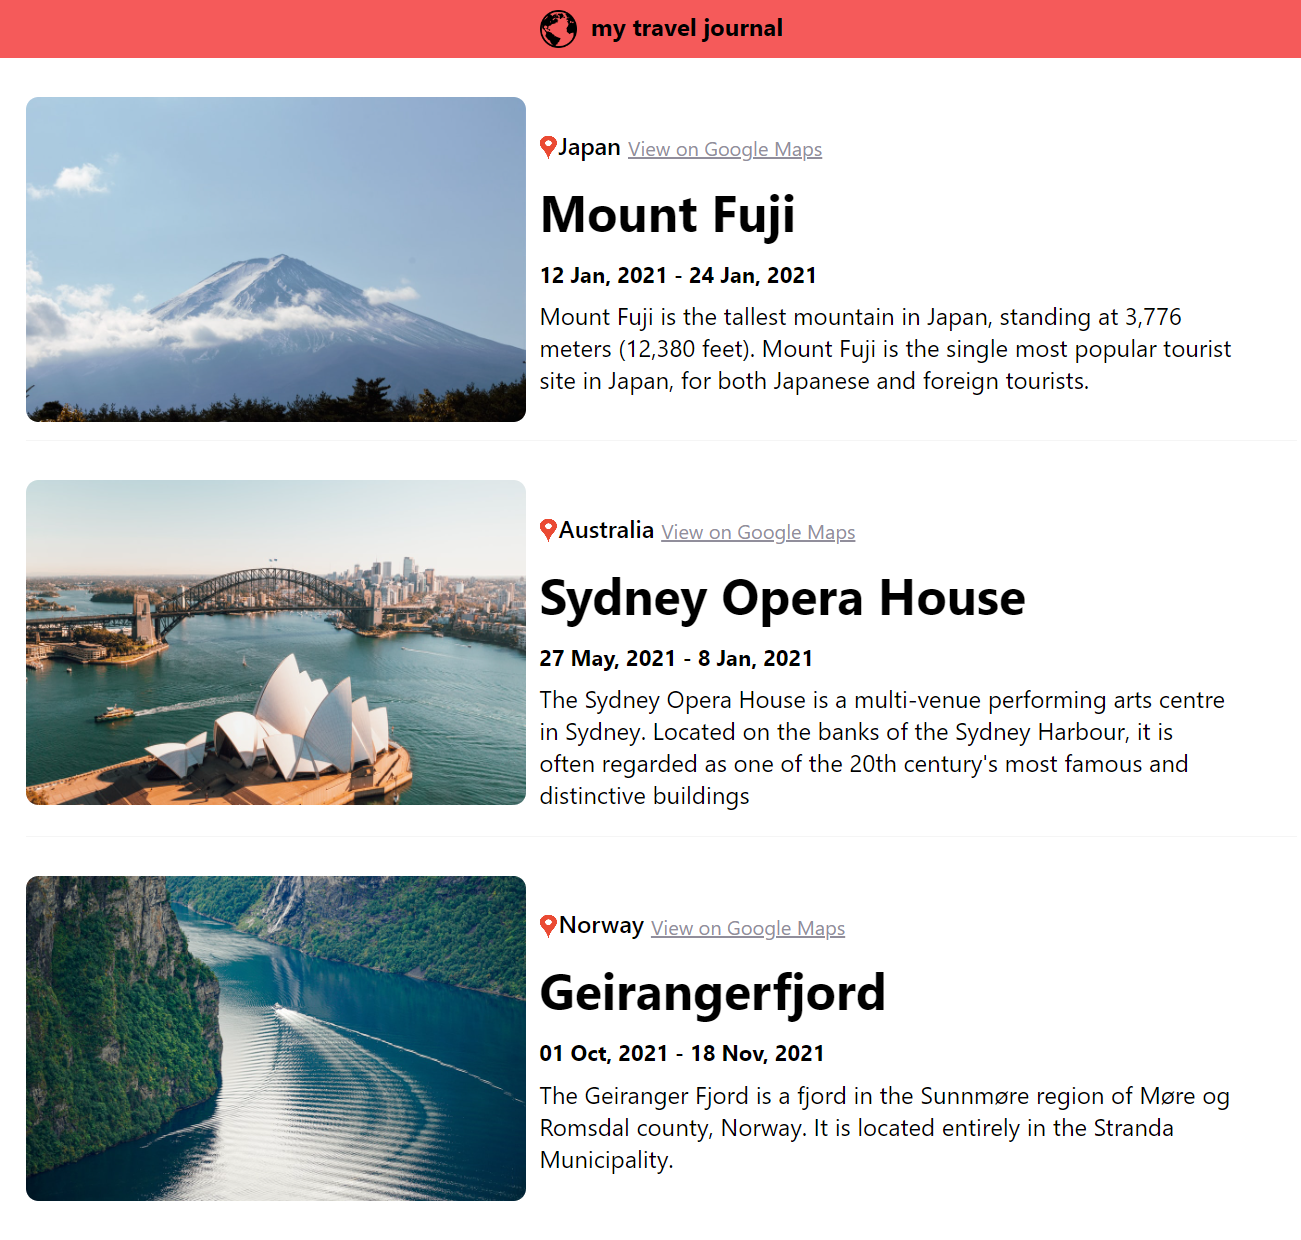 my travel journal
Japan View on Google Maps
Mount Fuji
12 Jan, 2021 - 24 Jan, 2021
Mount Fuji is the tallest mountain in Japan, standing at 3,776
meters (12,380 feet). Mount Fuji is the single most popular tourist
site in Japan, for both Japanese and foreign tourists.
Australia View on Google Maps
Sydney Opera House
27 May, 2021 - 8 Jan, 2021
The Sydney Opera House is a multi-venue performing arts centre
in Sydney. Located on the banks of the Sydney Harbour, it is
often regarded as one of the 20th century's most famous and
distinctive buildings
Norway View on Google Maps
Geirangerfjord
01 Oct, 2021 - 18 Nov, 2021
The Geiranger Fjord is a fjord in the Sunnmøre region of Møre og
Romsdal county, Norway. It is located entirely in the Stranda
Municipality.